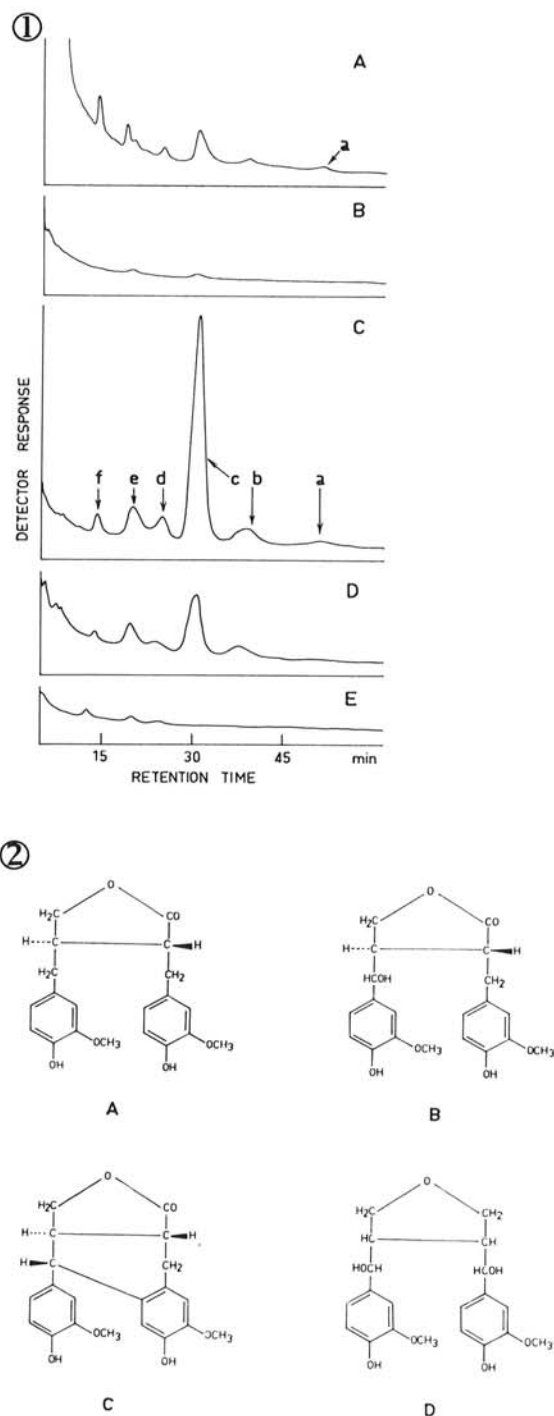 ①
A
a
B
C
f e d c b a
D
E
15 30 45 min
RETENTION TIME
DETECTOR RESPONSE
②
O
H₂C CO
H C C H
H₂C CH₂
OCH₃ OCH₃
OH OH
A
O
H₂C CO
H C C H
HCOH CH₂
OCH₃ OCH₃
OH OH
B
O
H₂C CO
H C C H
H C CH₂
OCH₃ OCH₃
OH OH
C
O
H₂C CH₂
HC CH
HOCH HCOH
OCH₃ OCH₃
OH OH
D